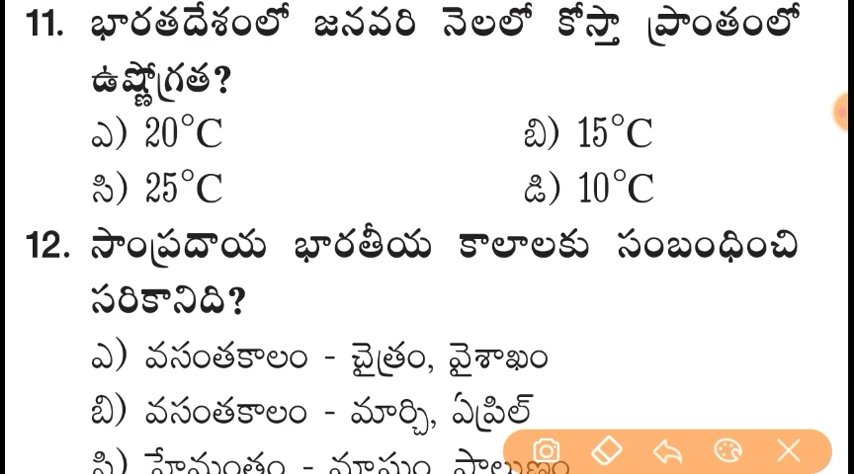 11. భారతదేశంలో జనవరి నెలలో కోస్తా ప్రాంతంలో
ఉష్ణోగ్రత?
ఎ) 20°C బి) 15°C
సి) 25°C డి) 10°C
12. సాంప్రదాయ భారతీయ కాలాలకు సంబంధించి
సరికానిది?
ఎ) వసంతకాలం - చైత్రం, వైశాఖం
బి) వసంతకాలం - మార్చి, ఏప్రిల్
సి) హేమంతం -